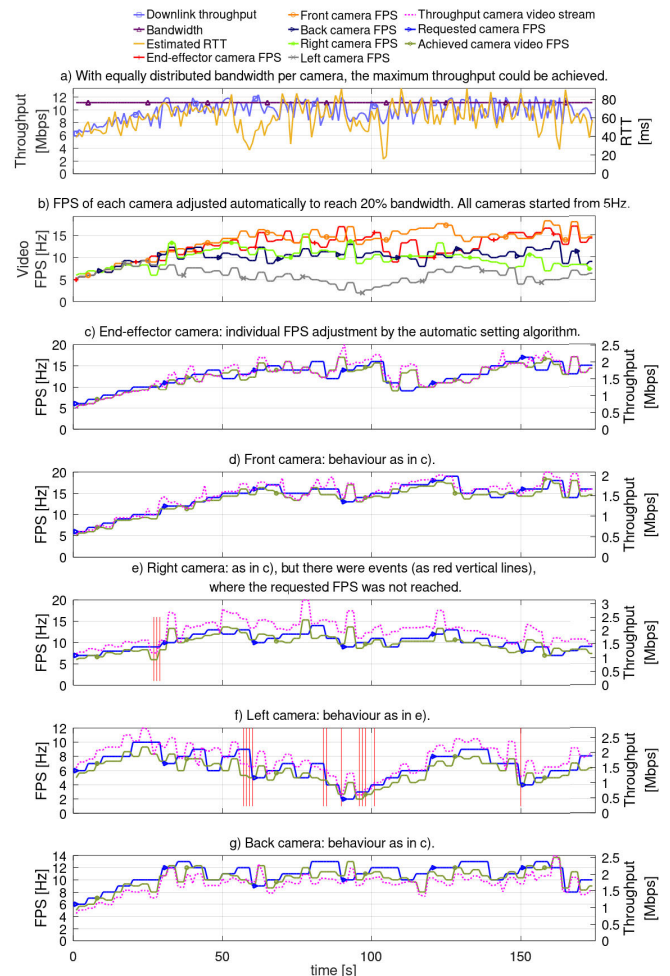 Downlink throughput
Bandwidth
Estimated RTT
End-effector camera FPS
Front camera FPS
Back camera FPS
Right camera FPS
Left camera FPS
Throughput camera video stream
Requested camera FPS
Achieved camera video FPS
a) With equally distributed bandwidth per camera, the maximum throughput could be achieved.
Throughput
[Mbps]
12
10
8
6
4
2
0
80
60
40
20
0
RTT
[ms]
b) FPS of each camera adjusted automatically to reach 20% bandwidth. All cameras started from 5Hz.
Video
FPS [Hz]
15
10
5
0
c) End-effector camera: individual FPS adjustment by the automatic setting algorithm.
FPS [Hz]
20
15
10
5
0
2.5
2
1.5
1
0.5
0
Throughput
[Mbps]
d) Front camera: behaviour as in c).
FPS [Hz]
20
15
10
5
0
2
1.5
1
0.5
0
Throughput
[Mbps]
e) Right camera: as in c), but there were events (as red vertical lines),
where the requested FPS was not reached.
FPS [Hz]
20
15
10
5
0
3
2.5
2
1.5
1
0.5
0
Throughput
[Mbps]
f) Left camera: behaviour as in e).
FPS [Hz]
12
10
8
6
4
2
0
2.5
2
1.5
1
0.5
0
Throughput
[Mbps]
g) Back camera: behaviour as in c).
FPS [Hz]
14
12
10
8
6
4
2
0
2.5
2
1.5
1
0.5
0
Throughput
[Mbps]
0
50
100
150
time [s]